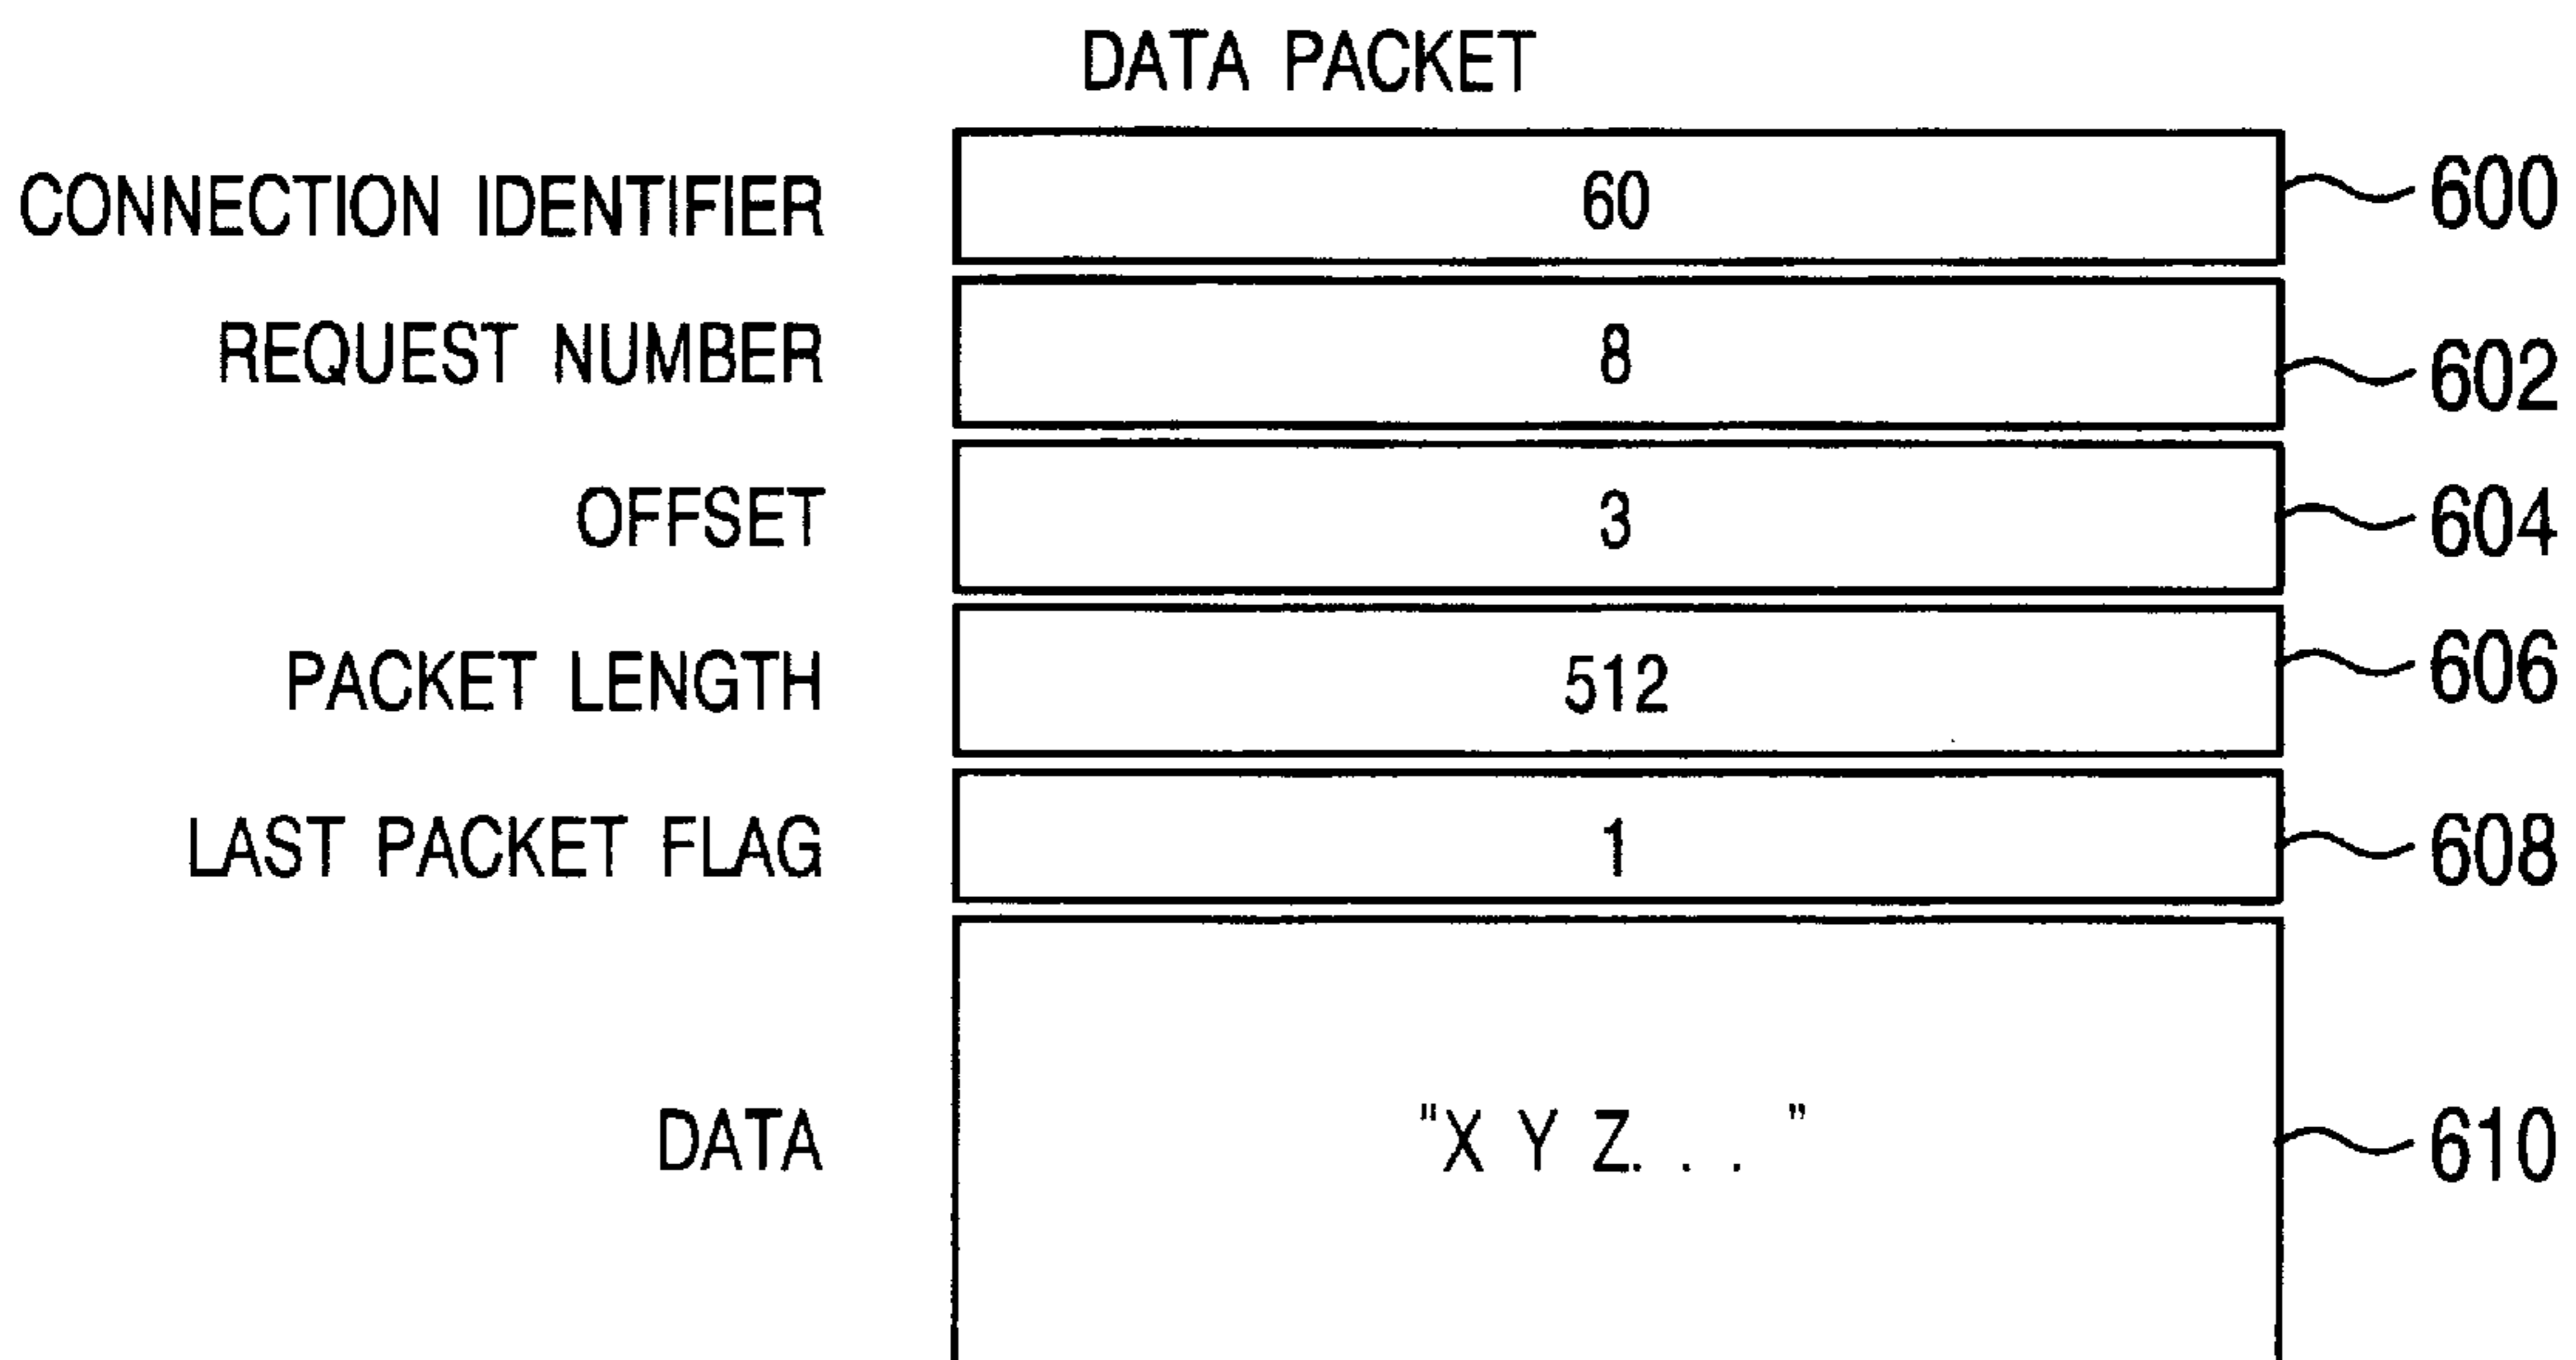 DATA PACKET
CONNECTION IDENTIFIER 60 600
REQUEST NUMBER 8 602
OFFSET 3 604
PACKET LENGTH 512 606
LAST PACKET FLAG 1 608
DATA "X Y Z. . . " 610